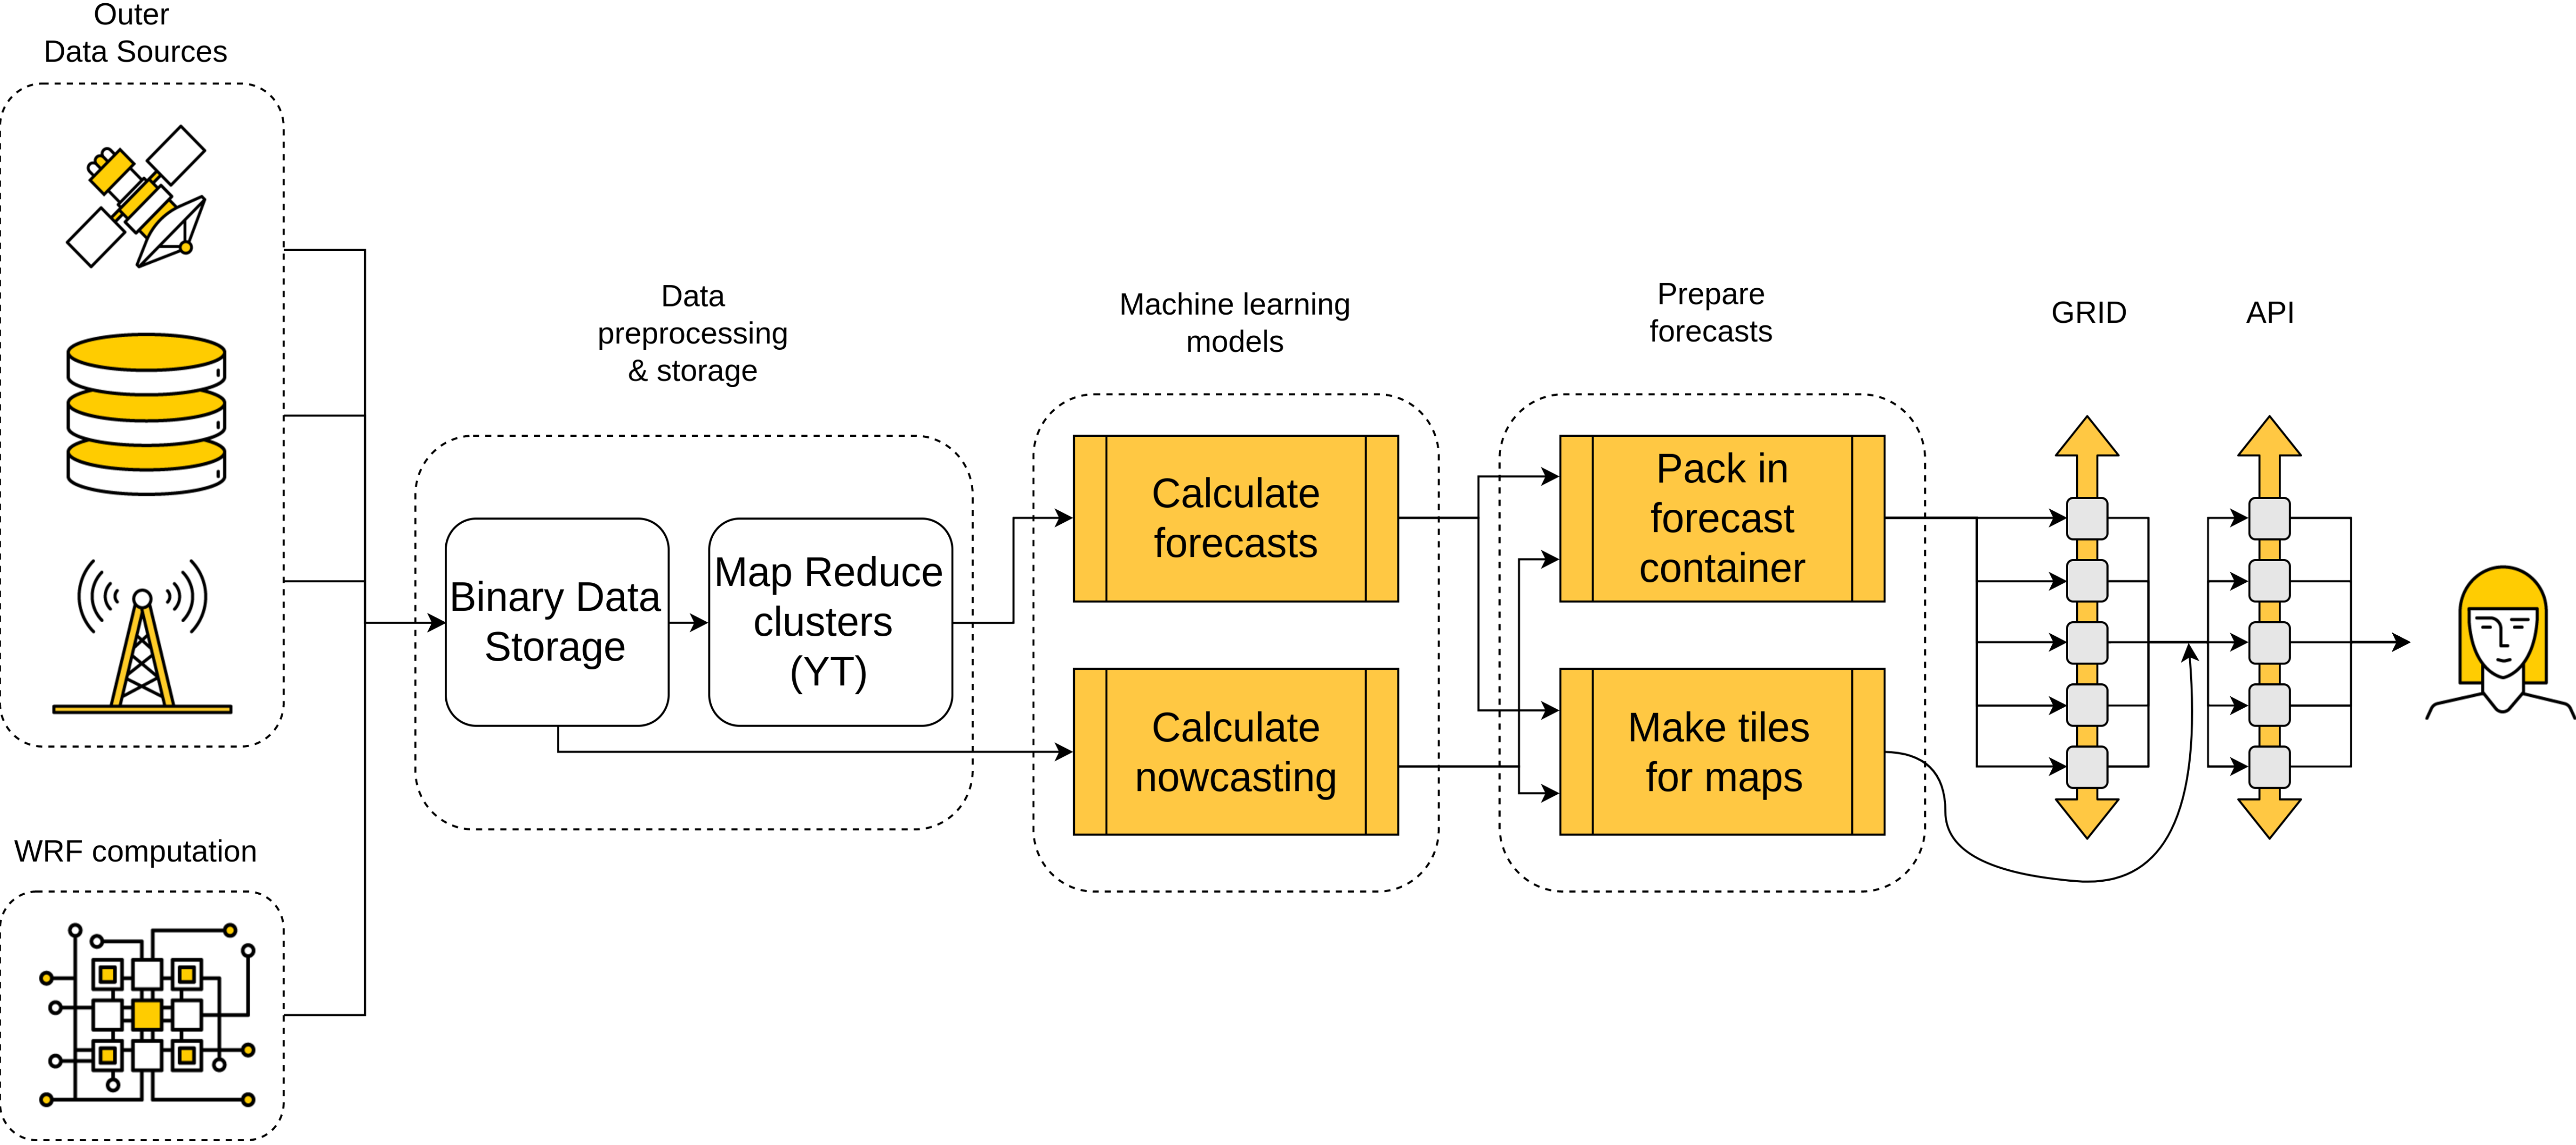 Outer
Data Sources
WRF computation
Data
preprocessing
& storage
Binary Data
Storage
Map Reduce
clusters
(YT)
Machine learning
models
Calculate
forecasts
Calculate
nowcasting
Prepare
forecasts
Pack in
forecast
container
Make tiles
for maps
GRID
API